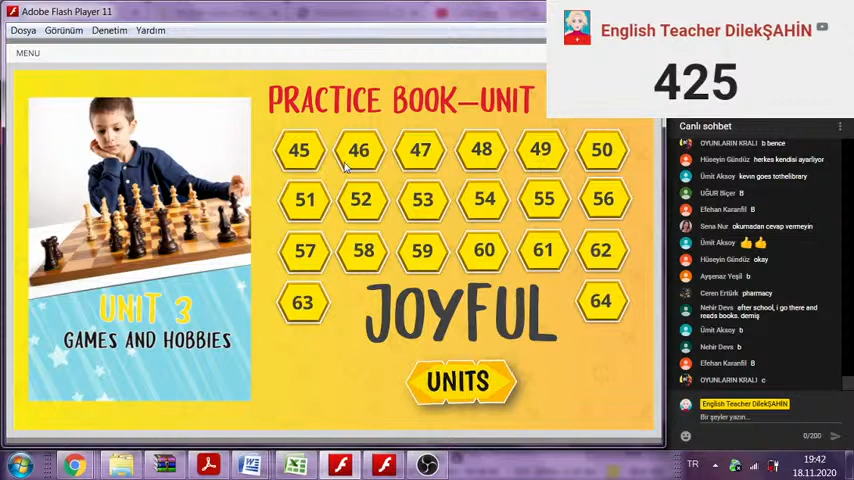 Adobe Flash Player 11
Dosya Görünüm Denetim Yardım
MENU
English Teacher DilekŞAHİN
425
PRACTICE BOOK—UNIT
45 46 47 48 49 50
51 52 53 54 55 56
57 58 59 60 61 62
63 64
JOYFUL
UNITS
UNIT 3
GAMES AND HOBBIES
Canlı sohbet
OYUNLARIN KRALI b bence
Hüseyin Gündüz herkes kendisi ayarlıyor
Ümit Aksoy kevın goes tothelibrary
UĞUR Biçer B
Efehan Karanfil B
Sena Nur okumadan cevap vermeyin
Ümit Aksoy 👍👍
Hüseyin Gündüz okay
Ayşenaz Yeşil b
Ceren Ertürk pharmacy
Nehir Devs after school, i go there and
reads books. demiş
Ümit Aksoy b
Nehir Devs b
Efehan Karanfil B
OYUNLARIN KRALI c
English Teacher DilekŞAHİN
Bir şeyler yazın...
0/200
TR
19:42
18.11.2020